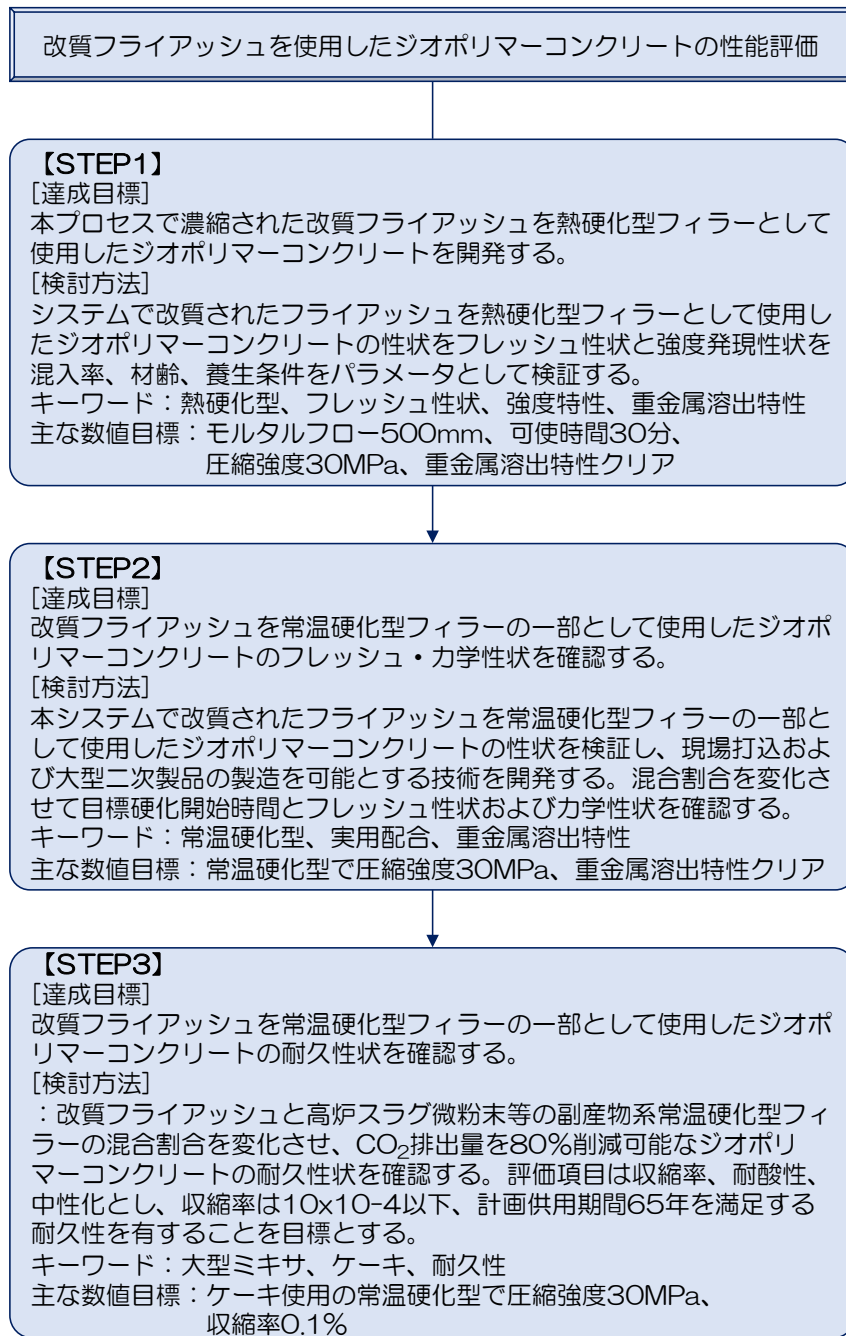 改質フライアッシュを使用したジオポリマーコンクリートの性能評価
【STEP1】
[達成目標]
本プロセスで濃縮された改質フライアッシュを熱硬化型フィラーとして
使用したジオポリマーコンクリートを開発する。
[検討方法]
システムで改質されたフライアッシュを熱硬化型フィラーとして使用し
たジオポリマーコンクリートの性状をフレッシュ性状と強度発現性状を
混入率、材齢、養生条件をパラメータとして検証する。
キーワード：熱硬化型、フレッシュ性状、強度特性、重金属溶出特性
主な数値目標：モルタルフロー500mm、可使時間30分、
圧縮強度30MPa、重金属溶出特性クリア
【STEP2】
[達成目標]
改質フライアッシュを常温硬化型フィラーの一部として使用したジオポ
リマーコンクリートのフレッシュ・力学性状を確認する。
[検討方法]
本システムで改質されたフライアッシュを常温硬化型フィラーの一部と
して使用したジオポリマーコンクリートの性状を検証し、現場打込およ
び大型二次製品の製造を可能とする技術を開発する。混合割合を変化さ
せて目標硬化開始時間とフレッシュ性状および力学性状を確認する。
キーワード：常温硬化型、実用配合、重金属溶出特性
主な数値目標：常温硬化型で圧縮強度30MPa、重金属溶出特性クリア
【STEP3】
[達成目標]
改質フライアッシュを常温硬化型フィラーの一部として使用したジオポ
リマーコンクリートの耐久性状を確認する。
[検討方法]
：改質フライアッシュと高炉スラグ微粉末等の副産物系常温硬化型フィ
ラーの混合割合を変化させ、CO₂排出量を80%削減可能なジオポリ
マーコンクリートの耐久性状を確認する。評価項目は収縮率、耐酸性、
中性化とし、収縮率は10x10-4以下、計画供用期間65年を満足する
耐久性を有することを目標とする。
キーワード：大型ミキサ、ケーキ、耐久性
主な数値目標：ケーキ使用の常温硬化型で圧縮強度30MPa、
収縮率0.1%